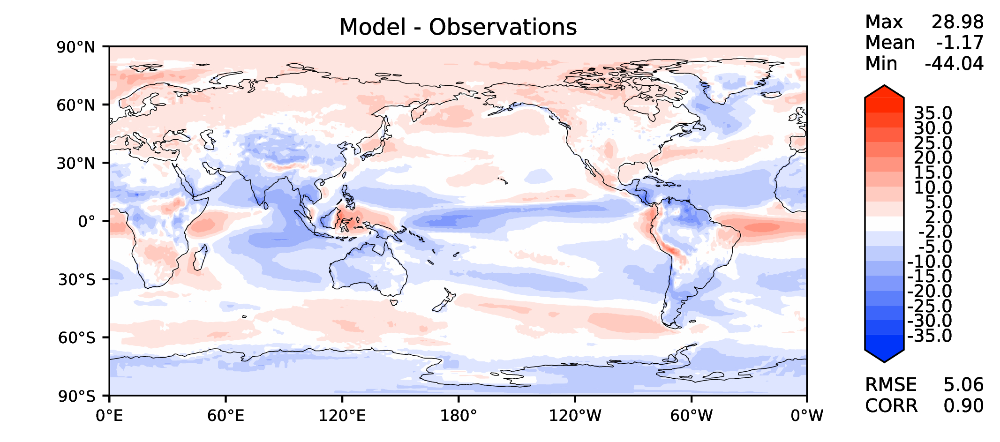 Model - Observations
Max 28.98
Mean -1.17
Min -44.04
90°N
60°N
30°N
0°
30°S
60°S
90°S
0°E
60°E
120°E
180°
120°W
60°W
0°W
35.0
30.0
25.0
20.0
15.0
10.0
5.0
2.0
-2.0
-5.0
-10.0
-15.0
-20.0
-25.0
-30.0
-35.0
RMSE 5.06
CORR 0.90